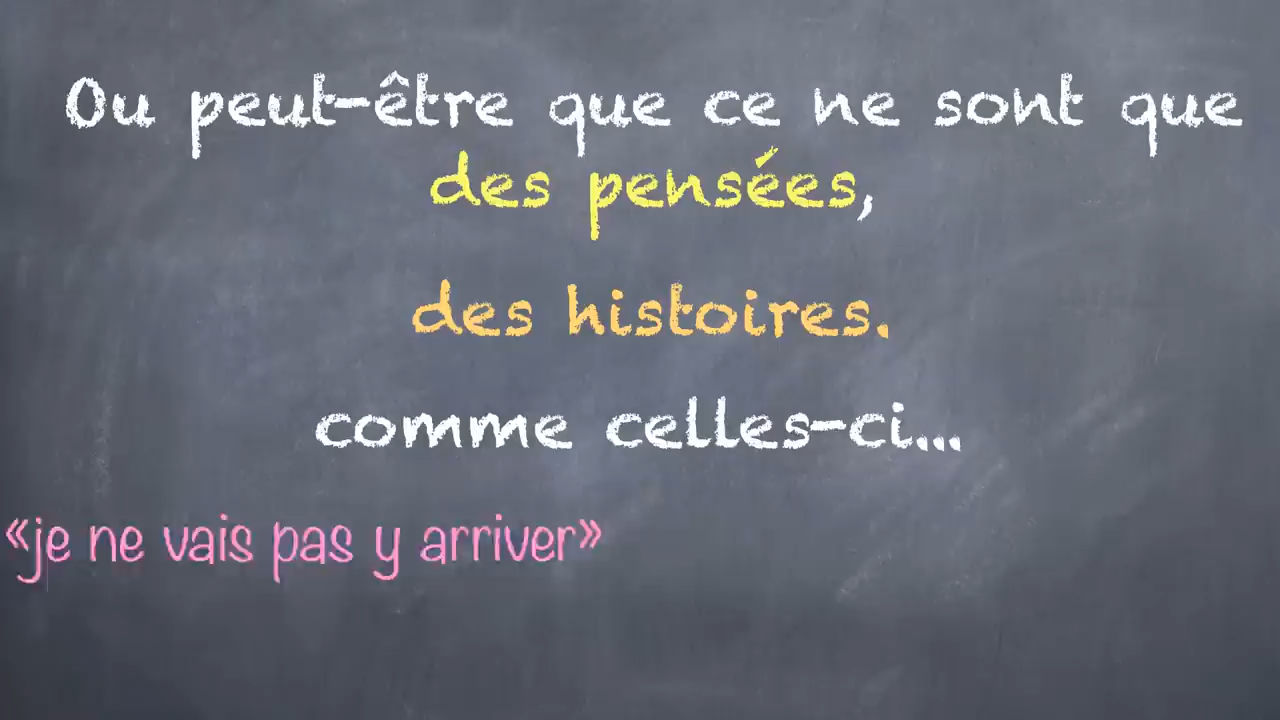 Ou peut-être que ce ne sont que
des pensées,
des histoires.
comme celles-ci...
«je ne vais pas y arriver»